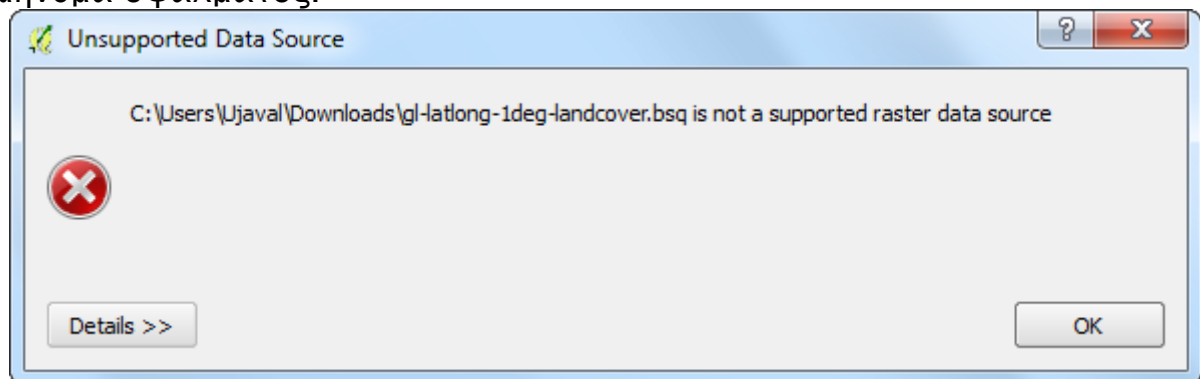 Unsupported Data Source
C:\Users\Ujaval\Downloads\gl-latlong-1deg-landcover.bsq is not a supported raster data source
Details >>
OK